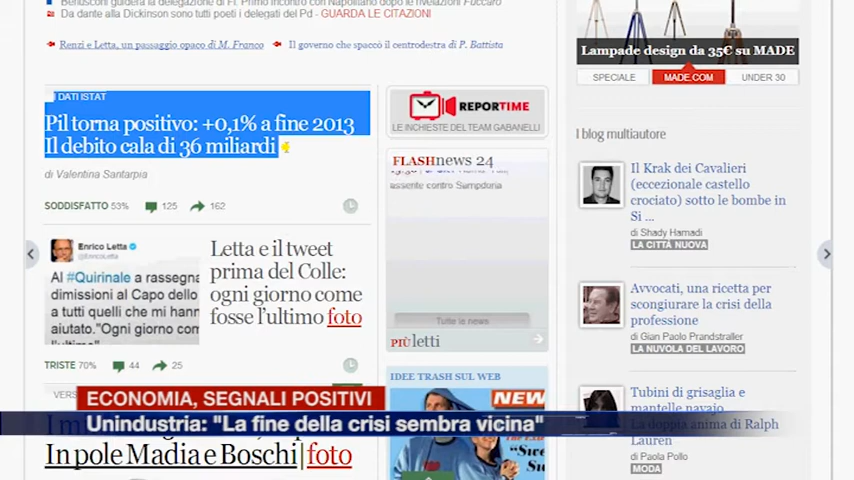 Berlusconi guiderà la delegazione di FI. Primo incontro con Napolitano dopo le rivelazioni Fuccaro
Da dante alla Dickinson sono tutti poeti i delegati del Pd - GUARDA LE CITAZIONI
Renzi e Letta, un passaggio opaco di M. Franco
Il governo che spaccò il centrodestra di P. Battista
I DATI ISTAT
Pil torna positivo: +0,1% a fine 2013
Il debito cala di 36 miliardi
di Valentina Santarpia
SODDISFATTO 53% 125 162
Enrico Letta
@EnricoLetta
Al #Quirinale a rassegna
dimissioni al Capo dello
a tutti quelli che mi hann
aiutato."Ogni giorno com
l'ultimo"
Letta e il tweet
prima del Colle:
ogni giorno come
fosse l'ultimo foto
TRISTE 70% 44 25
VERS
In pole Madia e Boschi|foto
REPORTIME
LE INCHIESTE DEL TEAM GABANELLI
FLASHnews 24
assente contro Sampdoria
Tutte le news
PIÙletti
IDEE TRASH SUL WEB
NEW
Lampade design da 35€ su MADE
SPECIALE
MADE.COM
UNDER 30
I blog multiautore
Il Krak dei Cavalieri
(eccezionale castello
crociato) sotto le bombe in
Si ...
di Shady Hamadi
LA CITTÀ NUOVA
Avvocati, una ricetta per
scongiurare la crisi della
professione
di Gian Paolo Prandstraller
LA NUVOLA DEL LAVORO
Tubini di grisaglia e
mantelle navajo
La doppia anima di Ralph
Lauren
di Paola Pollo
MODA
ECONOMIA, SEGNALI POSITIVI
Unindustria: "La fine della crisi sembra vicina"